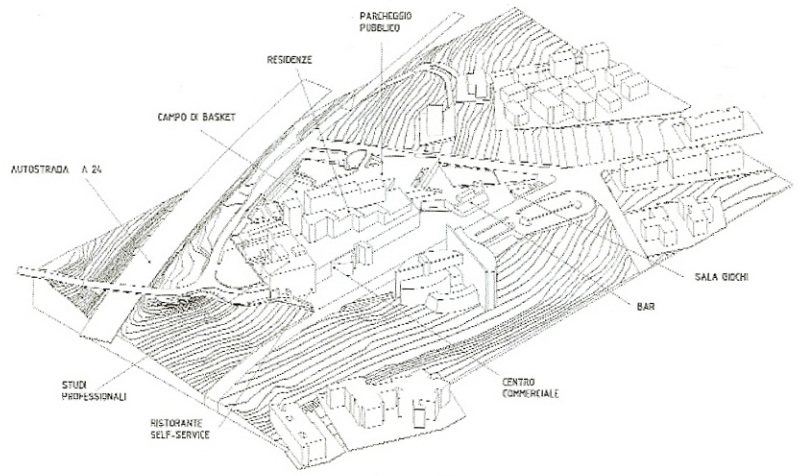 PARCHEGGIO
PUBBLICO
RESIDENZE
CAMPO DI BASKET
AUTOSTRADA A 24
SALA GIOCHI
BAR
CENTRO
COMMERCIALE
STUDI
PROFESSIONALI
RISTORANTE
SELF-SERVICE